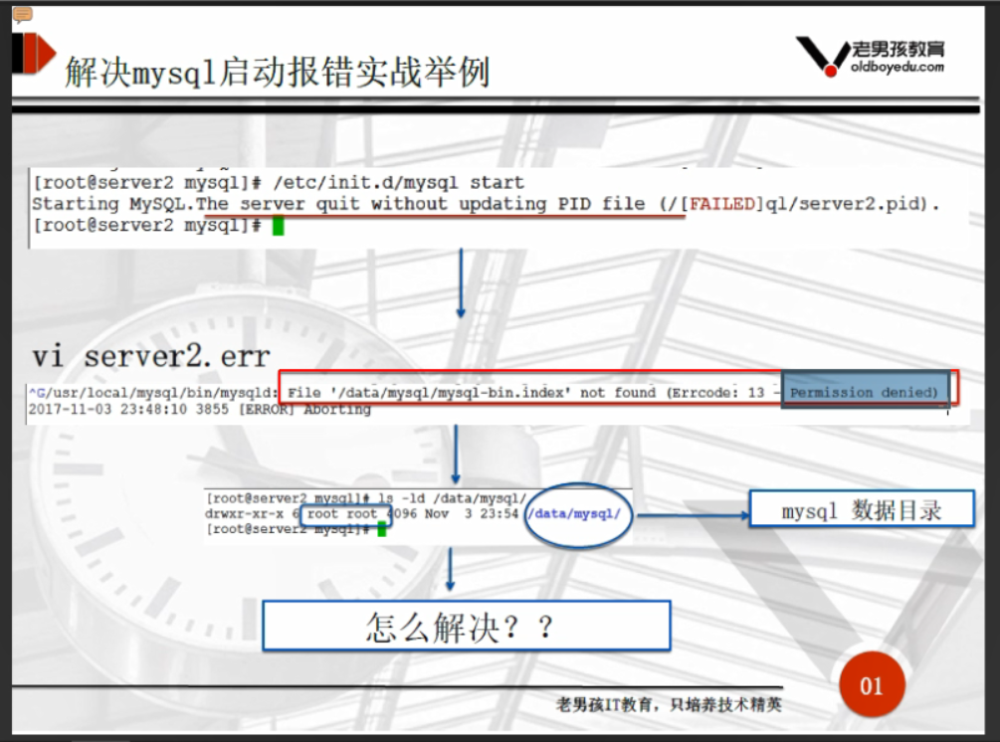 解决mysql启动报错实战举例
老男孩教育
oldboyedu.com
[root@server2 mysql]# /etc/init.d/mysql start
Starting MySQL.The server quit without updating PID file (/[FAILED]ql/server2.pid).
[root@server2 mysql]#
vi server2.err
^G/usr/local/mysql/bin/mysqld: File '/data/mysql/mysql-bin.index' not found (Errcode: 13 - Permission denied)
2017-11-03 23:48:10 3855 [ERROR] Aborting
[root@server2 mysql]# ls -ld /data/mysql/
drwxr-xr-x 6 root root 4096 Nov  3 23:54 /data/mysql/
[root@server2 mysql]#
mysql 数据目录
怎么解决？？
01
老男孩IT教育，只培养技术精英